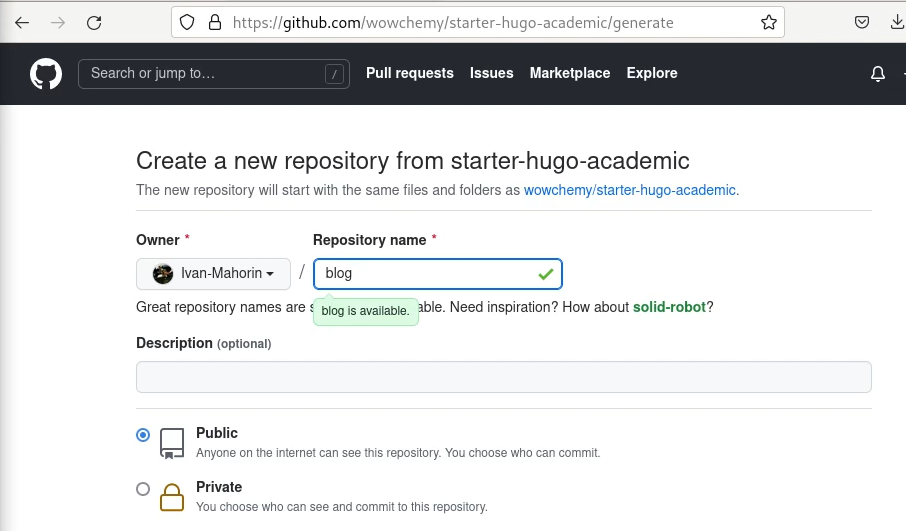 https://github.com/wowchemy/starter-hugo-academic/generate
Search or jump to… / Pull requests Issues Marketplace Explore
Create a new repository from starter-hugo-academic
The new repository will start with the same files and folders as wowchemy/starter-hugo-academic.
Owner * Repository name *
Ivan-Mahorin / blog
Great repository names are able. Need inspiration? How about solid-robot?
blog is available.
Description (optional)
Public
Anyone on the internet can see this repository. You choose who can commit.
Private
You choose who can see and commit to this repository.